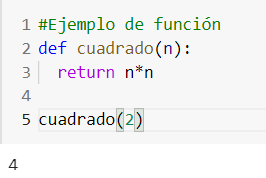 1 #Ejemplo de función
2 def cuadrado(n):
3   return n*n
4
5 cuadrado(2)
4